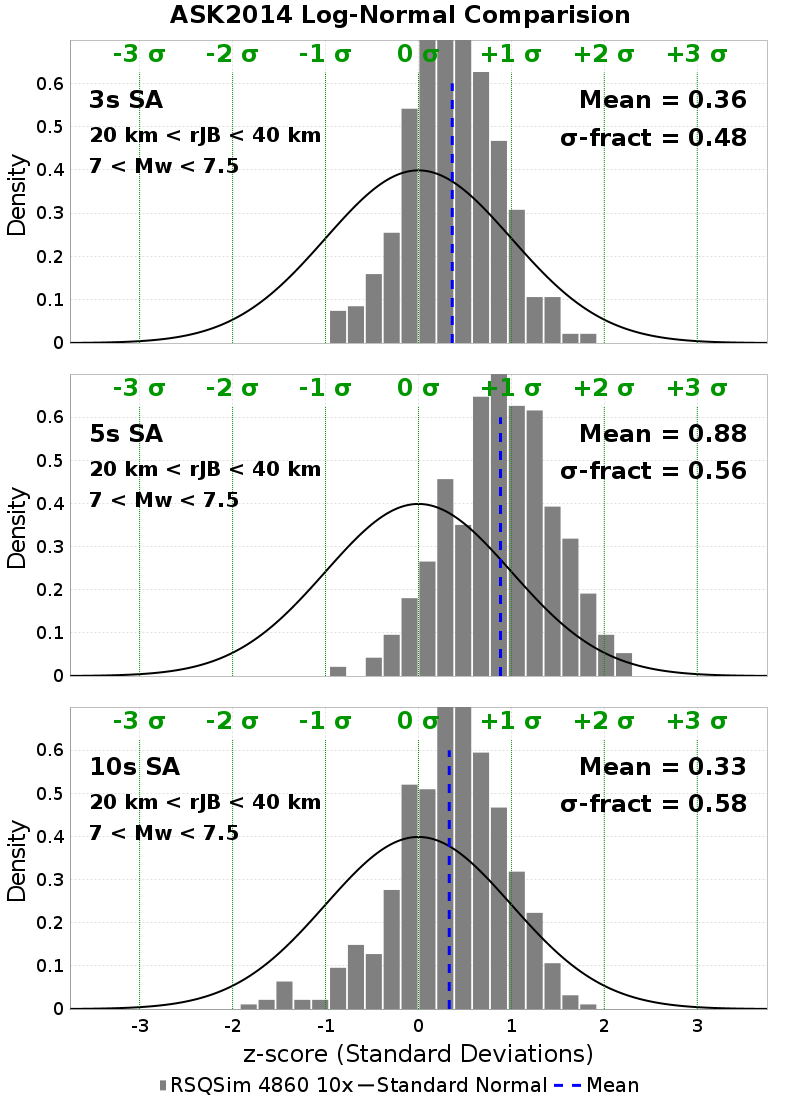 ASK2014 Log-Normal Comparision
-3 σ -2 σ -1 σ 0 σ +1 σ +2 σ +3 σ
3s SA
20 km < rJB < 40 km
7 < Mw < 7.5
Mean = 0.36
σ-fract = 0.48
Density
0.6
0.5
0.4
0.3
0.2
0.1
0
-3 σ -2 σ -1 σ 0 σ +1 σ +2 σ +3 σ
5s SA
20 km < rJB < 40 km
7 < Mw < 7.5
Mean = 0.88
σ-fract = 0.56
Density
0.6
0.5
0.4
0.3
0.2
0.1
0
-3 σ -2 σ -1 σ 0 σ +1 σ +2 σ +3 σ
10s SA
20 km < rJB < 40 km
7 < Mw < 7.5
Mean = 0.33
σ-fract = 0.58
Density
0.6
0.5
0.4
0.3
0.2
0.1
0
-3 -2 -1 0 1 2 3
z-score (Standard Deviations)
RSQSim 4860 10x Standard Normal Mean